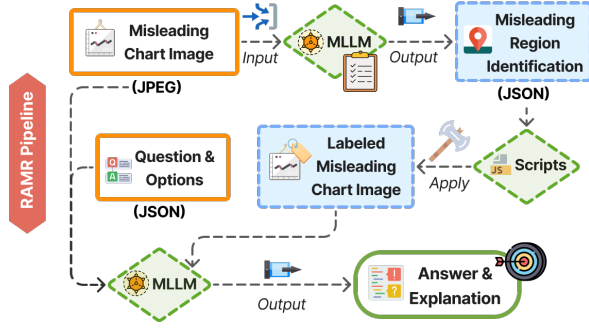 Misleading
Chart Image
(JPEG)
Input
MLLM
Output
Misleading
Region
Identification
(JSON)
RAMR Pipeline
Question &
Options
Q
A
(JSON)
Labeled
Misleading
Chart Image
Apply
JS
Scripts
MLLM
Output
!
?
Answer &
Explanation